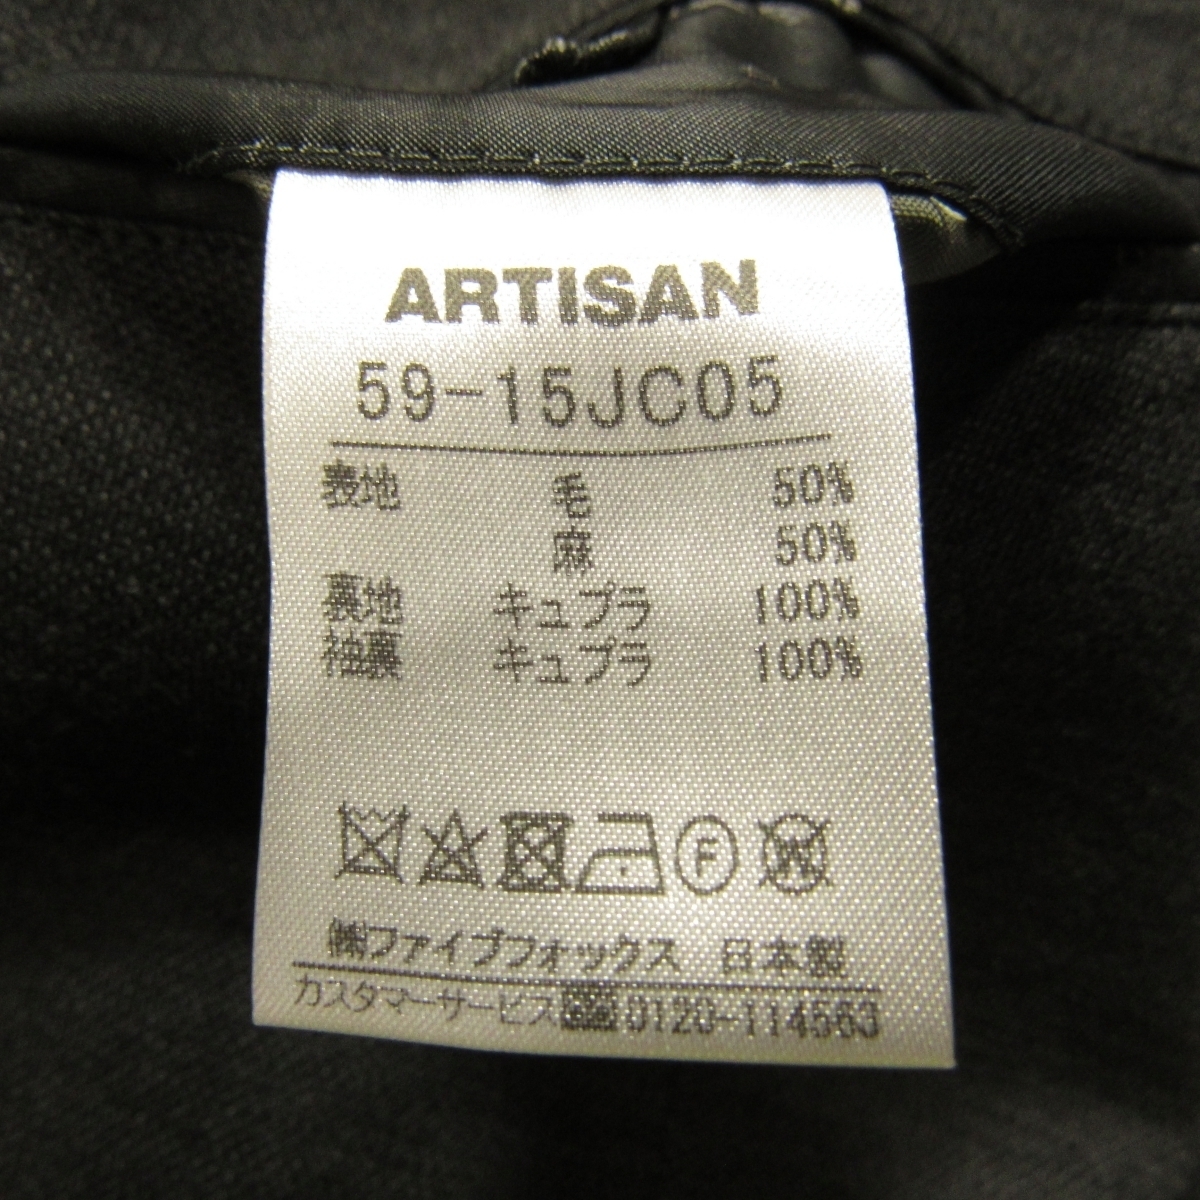 ARTISAN
59-15JC05
表地 毛 50%
麻 50%
裏地 キュプラ 100%
袖裏 キュプラ 100%
F W
㈱ファイブフォックス 日本製
カスタマーサービス 0120-114563